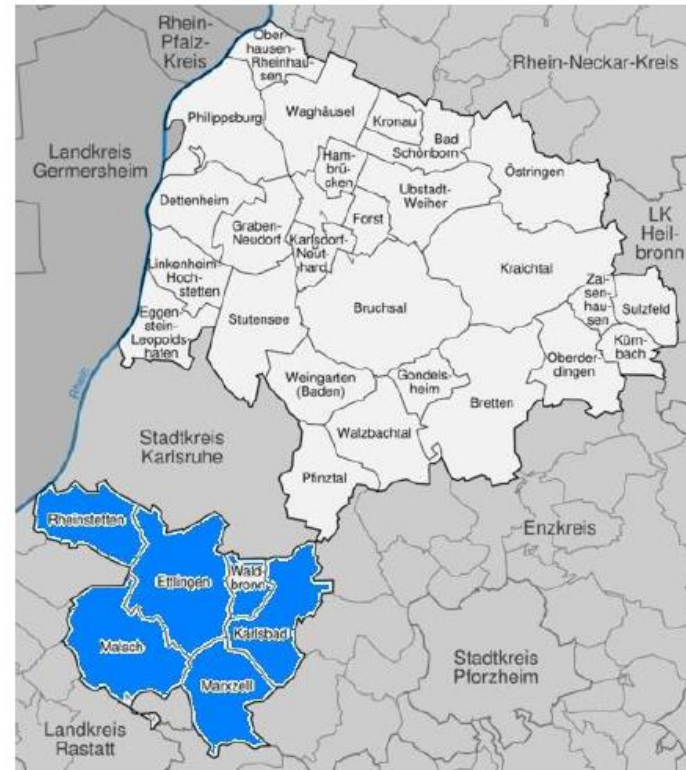 Rhein-
Pfalz-
Kreis
Ober
hausen-
Rheinhau-
sen
Rhein-Neckar-Kreis
Philippsburg
Waghäusel
Kronau
Bad
Schönborn
Landkreis
Germersheim
Ham-
brü-
cken
Östringen
Dettenheim
Ubstadt-
Weiher
LK
Heil-
bronn
Graben-
Neudorf
Forst
Karlsdorf-
Neut-
hard
Linkenheim-
Hoch-
stetten
Kraichtal
Zai-
sen-
hau-
sen
Sulzfeld
Eggen-
stein-
Leopolds-
hafen
Stutensee
Bruchsal
Kürn-
bach
Oberder-
dingen
Rhein
Weingarten
(Baden)
Gondels-
heim
Bretten
Stadtkreis
Karlsruhe
Walzbachtal
Pfinztal
Rheinstetten
Enzkreis
Ettlingen
Wald-
bronn
Karlsbad
Malsch
Stadtkreis
Pforzheim
Marxzell
Landkreis
Rastatt